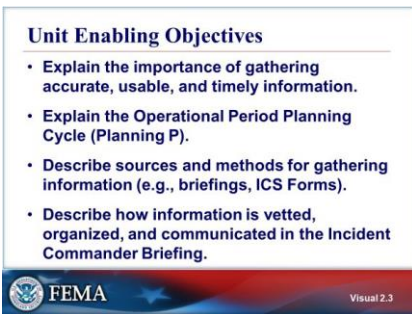 Unit Enabling Objectives
• Explain the importance of gathering
accurate, usable, and timely information.
• Explain the Operational Period Planning
Cycle (Planning P).
• Describe sources and methods for gathering
information (e.g., briefings, ICS Forms).
• Describe how information is vetted,
organized, and communicated in the Incident
Commander Briefing.
FEMA
Visual 2.3